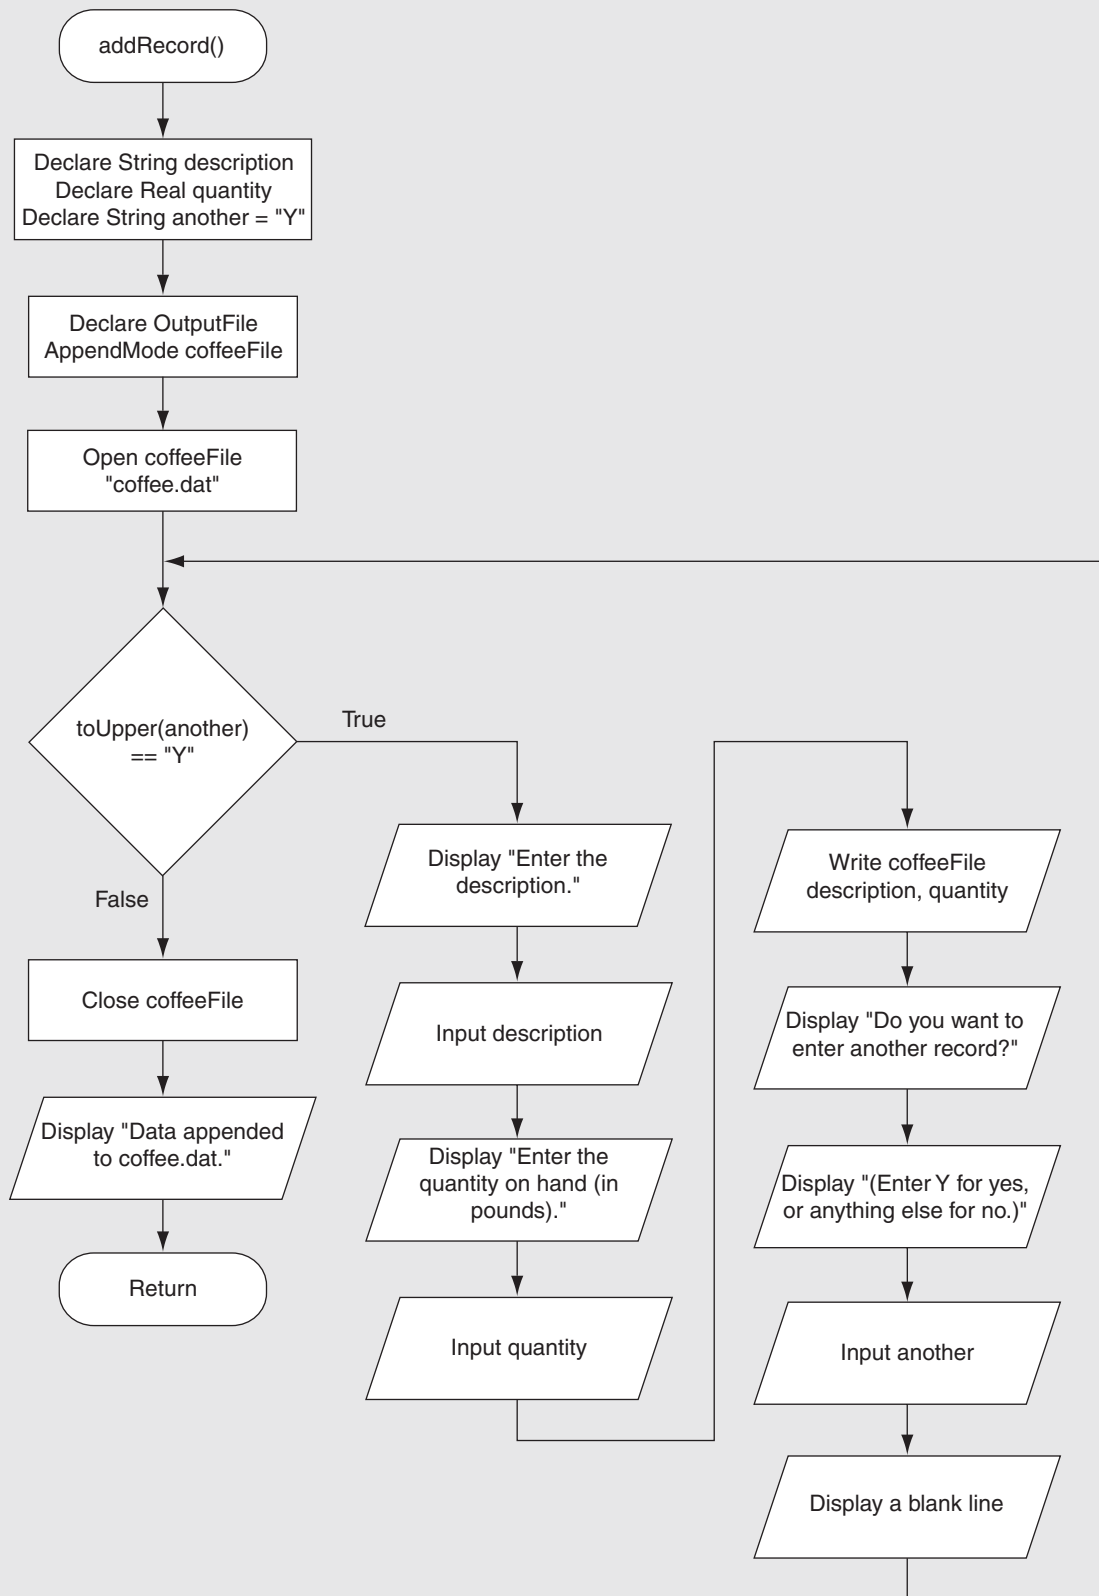 addRecord()
Declare String description
Declare Real quantity
Declare String another = "Y"
Declare OutputFile
AppendMode coffeeFile
Open coffeeFile
"coffee.dat"
toUpper(another)
== "Y"
True
False
Close coffeeFile
Display "Data appended
to coffee.dat."
Return
Display "Enter the
description."
Input description
Display "Enter the
quantity on hand (in
pounds)."
Input quantity
Write coffeeFile
description, quantity
Display "Do you want to
enter another record?"
Display "(Enter Y for yes,
or anything else for no.)"
Input another
Display a blank line